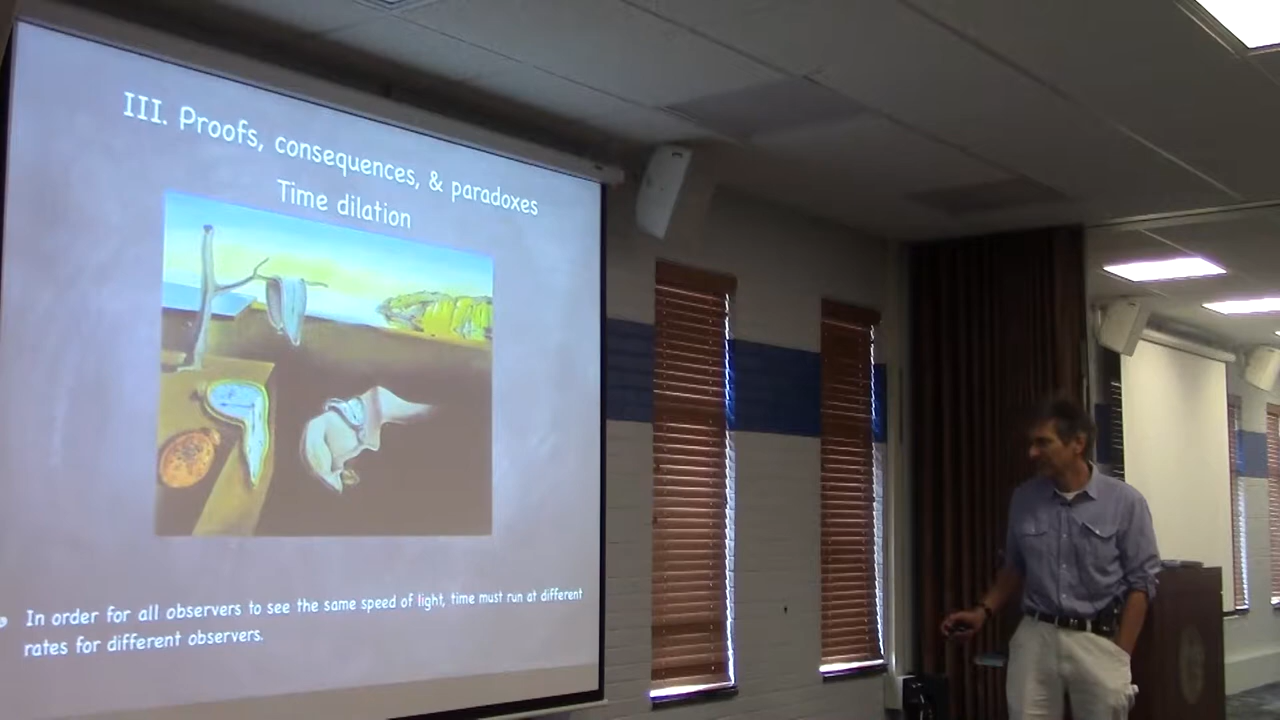 III. Proofs, consequences, & paradoxes
Time dilation
In order for all observers to see the same speed of light, time must run at different
rates for different observers.